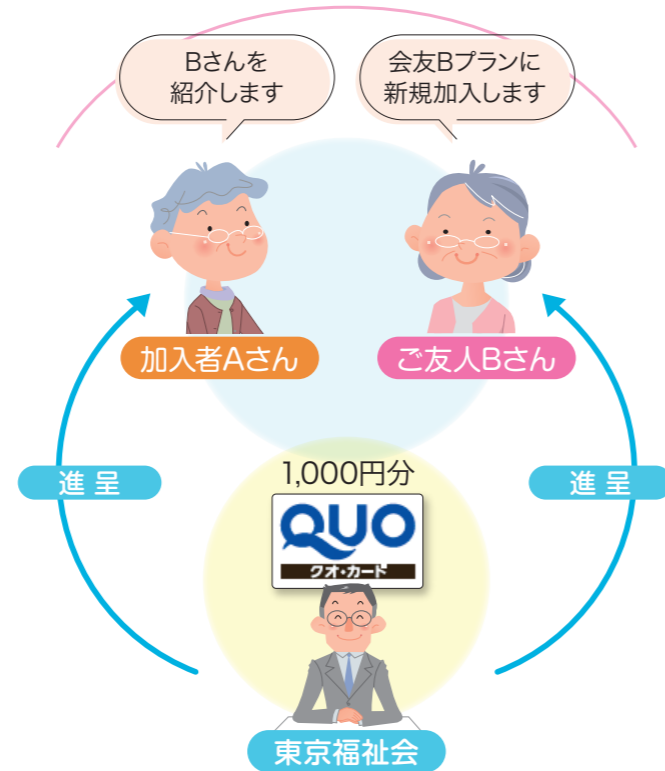 Bさんを
紹介します
会友Bプランに
新規加入します
加入者Aさん
ご友人Bさん
進呈
進呈
1,000円分
QUO
クオ・カード
東京福祉会